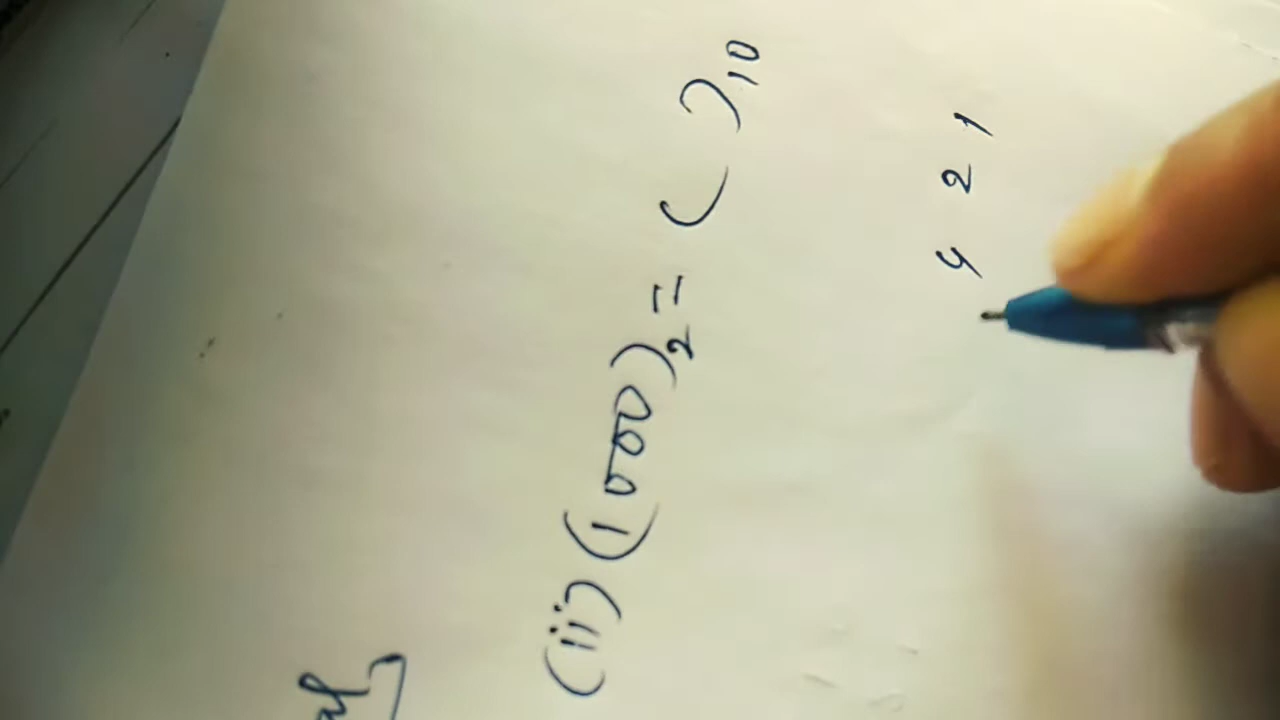 (ii) (1000)₂ = ( )₁₀
4 2 1